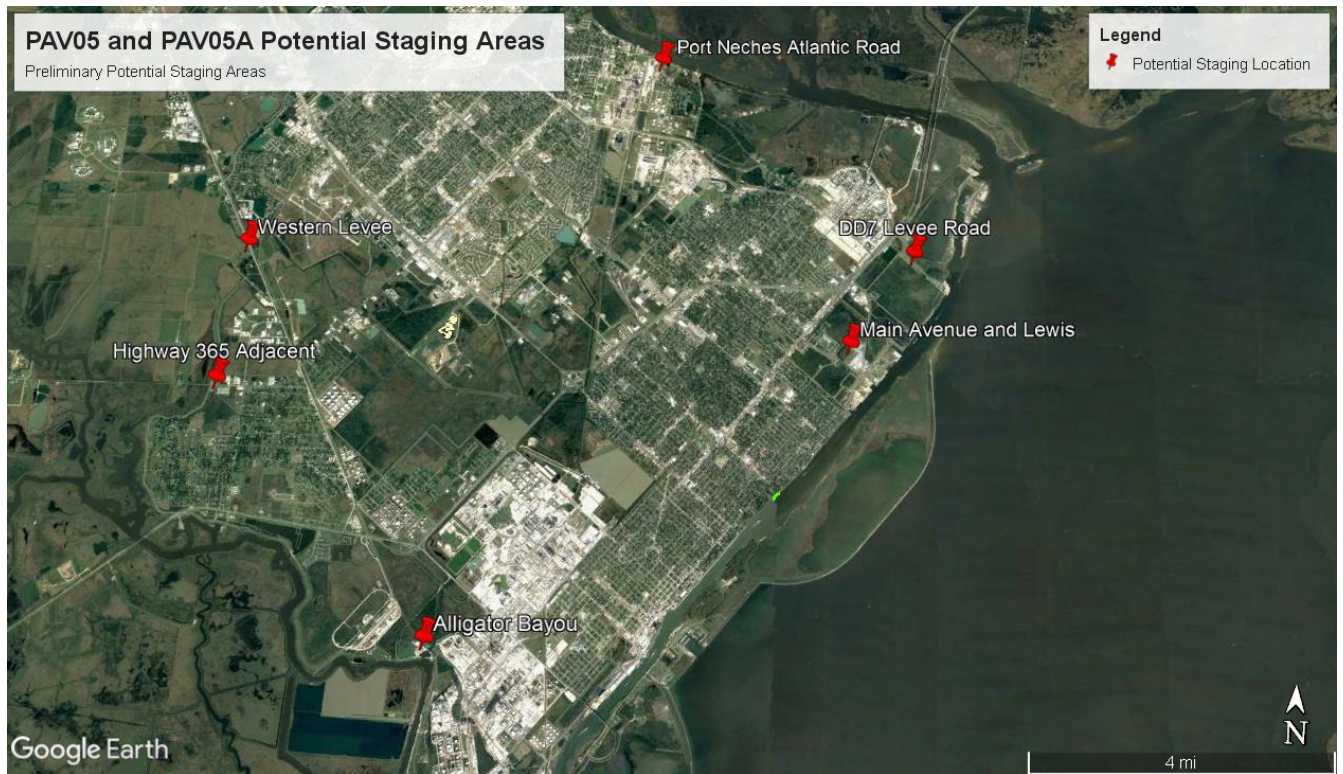 PAV05 and PAV05A Potential Staging Areas
Preliminary Potential Staging Areas
Legend
Potential Staging Location
Port Neches Atlantic Road
Western Levee
DD7 Levee Road
Main Avenue and Lewis
Highway 365 Adjacent
Alligator Bayou
N
Google Earth
4 mi